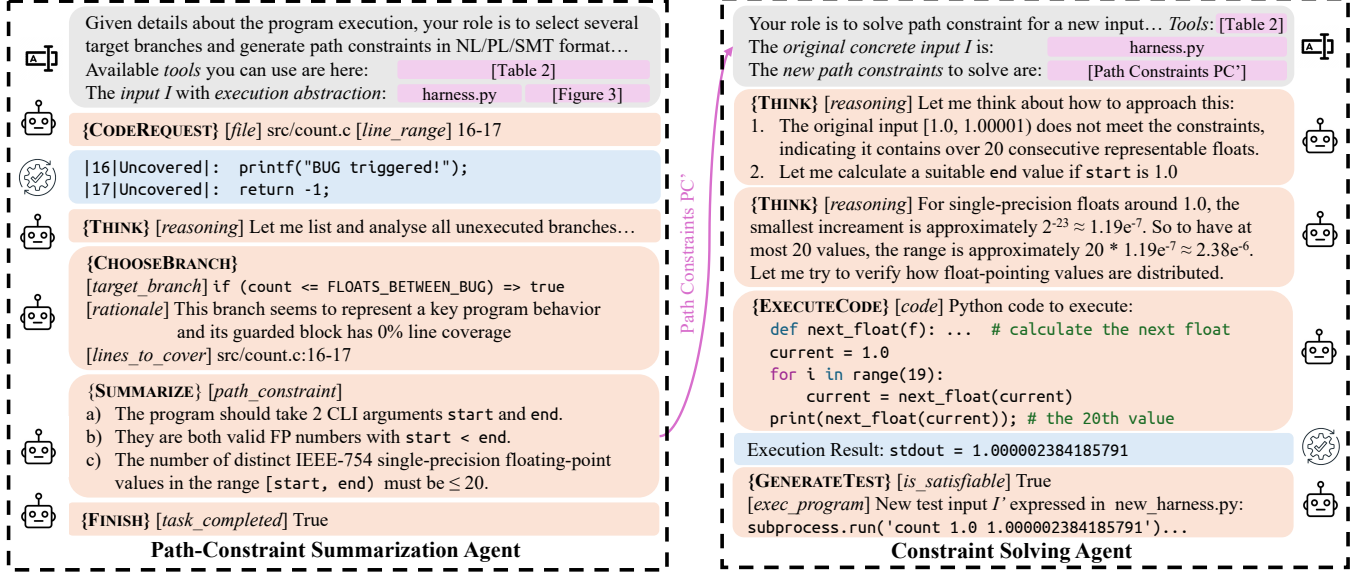 Given details about the program execution, your role is to select several
target branches and generate path constraints in NL/PL/SMT format…
Available tools you can use are here: [Table 2]
The input I with execution abstraction: harness.py [Figure 3]
{CODEREQUEST} [file] src/count.c [line_range] 16-17
|16|Uncovered|: printf("BUG triggered!");
|17|Uncovered|: return -1;
{THINK} [reasoning] Let me list and analyse all unexecuted branches…
{CHOOSEBRANCH}
[target_branch] if (count <= FLOATS_BETWEEN_BUG) => true
[rationale] This branch seems to represent a key program behavior
and its guarded block has 0% line coverage
[lines_to_cover] src/count.c:16-17
{SUMMARIZE} [path_constraint]
a) The program should take 2 CLI arguments start and end.
b) They are both valid FP numbers with start < end.
c) The number of distinct IEEE-754 single-precision floating-point
values in the range [start, end) must be ≤ 20.
{FINISH} [task_completed] True
Path-Constraint Summarization Agent
Path Constraints PC'
Your role is to solve path constraint for a new input… Tools: [Table 2]
The original concrete input I is: harness.py
The new path constraints to solve are: [Path Constraints PC']
{THINK} [reasoning] Let me think about how to approach this:
1. The original input [1.0, 1.00001) does not meet the constraints,
indicating it contains over 20 consecutive representable floats.
2. Let me calculate a suitable end value if start is 1.0
{THINK} [reasoning] For single-precision floats around 1.0, the
smallest increament is approximately 2⁻²³ ≈ 1.19e⁻⁷. So to have at
most 20 values, the range is approximately 20 * 1.19e⁻⁷ ≈ 2.38e⁻⁶.
Let me try to verify how float-pointing values are distributed.
{EXECUTECODE} [code] Python code to execute:
def next_float(f): ... # calculate the next float
current = 1.0
for i in range(19):
current = next_float(current)
print(next_float(current)); # the 20th value
Execution Result: stdout = 1.000002384185791
{GENERATETEST} [is_satisfiable] True
[exec_program] New test input I' expressed in new_harness.py:
subprocess.run('count 1.0 1.000002384185791')...
Constraint Solving Agent